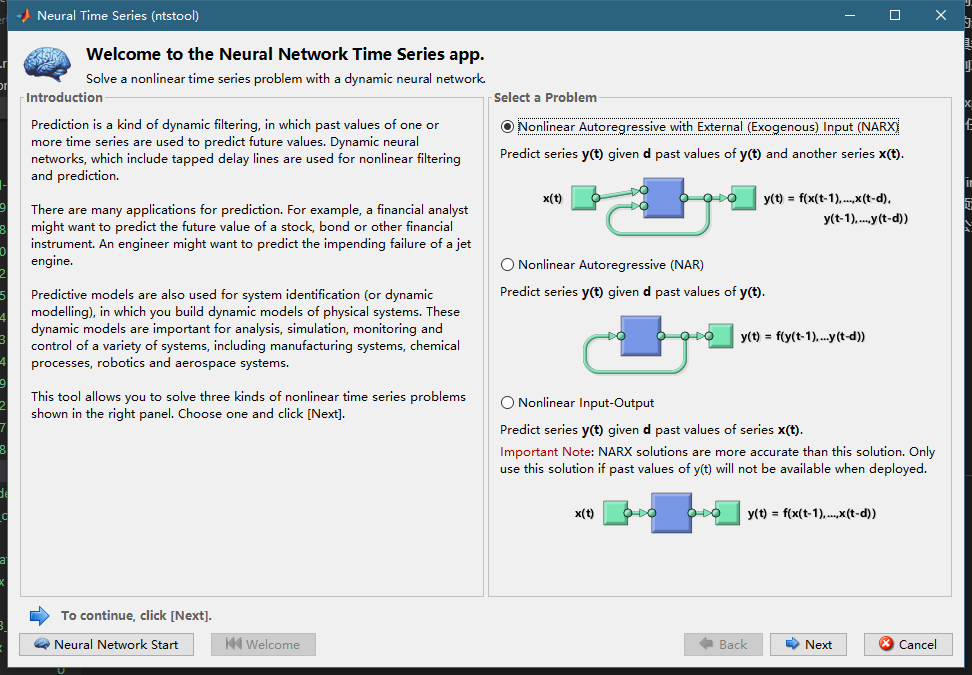 Neural Time Series (ntstool)
Welcome to the Neural Network Time Series app.
Solve a nonlinear time series problem with a dynamic neural network.
Introduction
Prediction is a kind of dynamic filtering, in which past values of one or
more time series are used to predict future values. Dynamic neural
networks, which include tapped delay lines are used for nonlinear filtering
and prediction.
There are many applications for prediction. For example, a financial analyst
might want to predict the future value of a stock, bond or other financial
instrument. An engineer might want to predict the impending failure of a jet
engine.
Predictive models are also used for system identification (or dynamic
modelling), in which you build dynamic models of physical systems. These
dynamic models are important for analysis, simulation, monitoring and
control of a variety of systems, including manufacturing systems, chemical
processes, robotics and aerospace systems.
This tool allows you to solve three kinds of nonlinear time series problems
shown in the right panel. Choose one and click [Next].
Select a Problem
Nonlinear Autoregressive with External (Exogenous) Input (NARX)
Predict series y(t) given d past values of y(t) and another series x(t).
x(t)
y(t) = f(x(t-1),...,x(t-d),
y(t-1),...,y(t-d))
Nonlinear Autoregressive (NAR)
Predict series y(t) given d past values of y(t).
y(t) = f(y(t-1),...y(t-d))
Nonlinear Input-Output
Predict series y(t) given d past values of series x(t).
Important Note: NARX solutions are more accurate than this solution. Only
use this solution if past values of y(t) will not be available when deployed.
x(t)
y(t) = f(x(t-1),...,x(t-d))
To continue, click [Next].
Neural Network Start
Welcome
Back
Next
Cancel